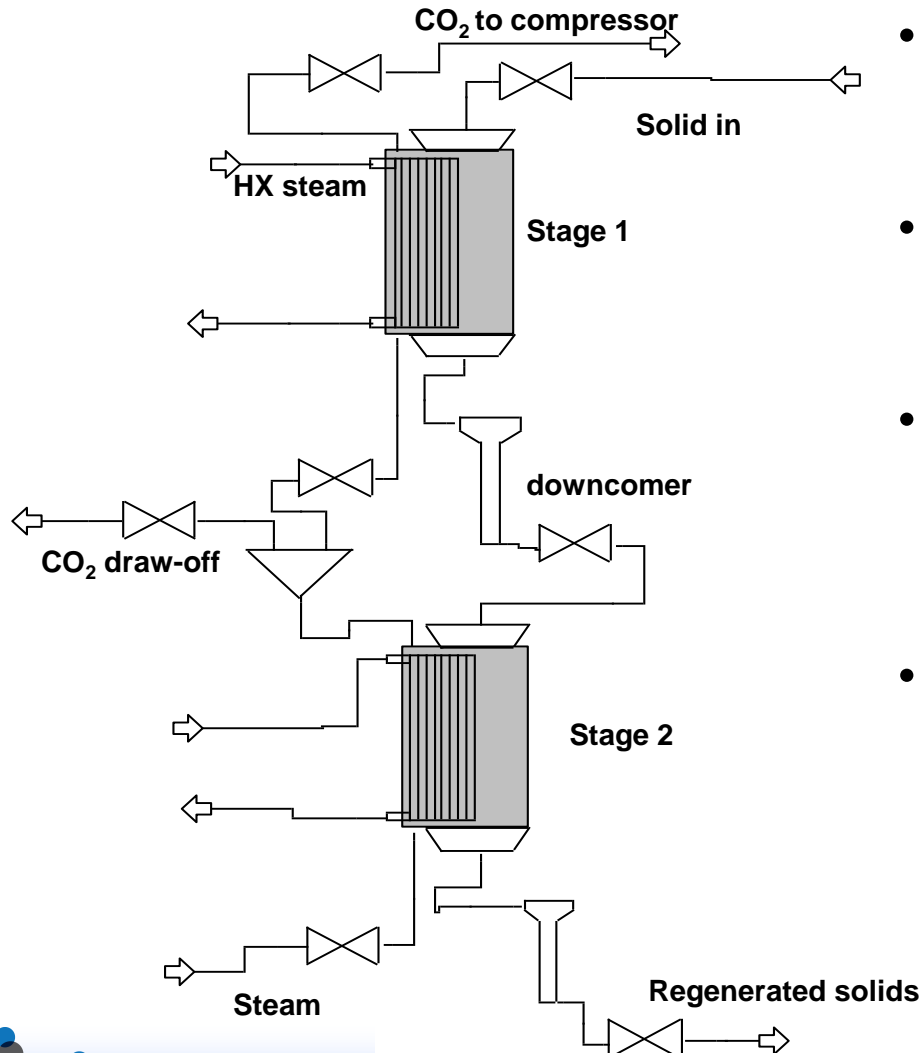 CO₂ to compressor
Solid in
HX steam
Stage 1
downcomer
CO₂ draw-off
Stage 2
Steam
Regenerated solids